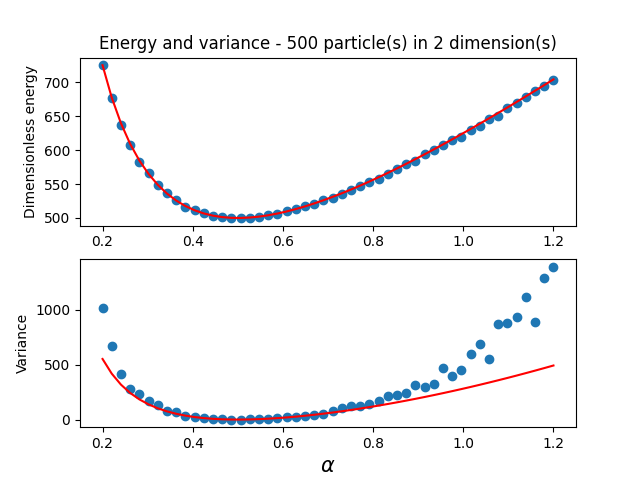 Energy and variance - 500 particle(s) in 2 dimension(s)
Dimensionless energy
700
650
600
550
500
0.2 0.4 0.6 0.8 1.0 1.2
Variance
1000
500
0
0.2 0.4 0.6 0.8 1.0 1.2
α